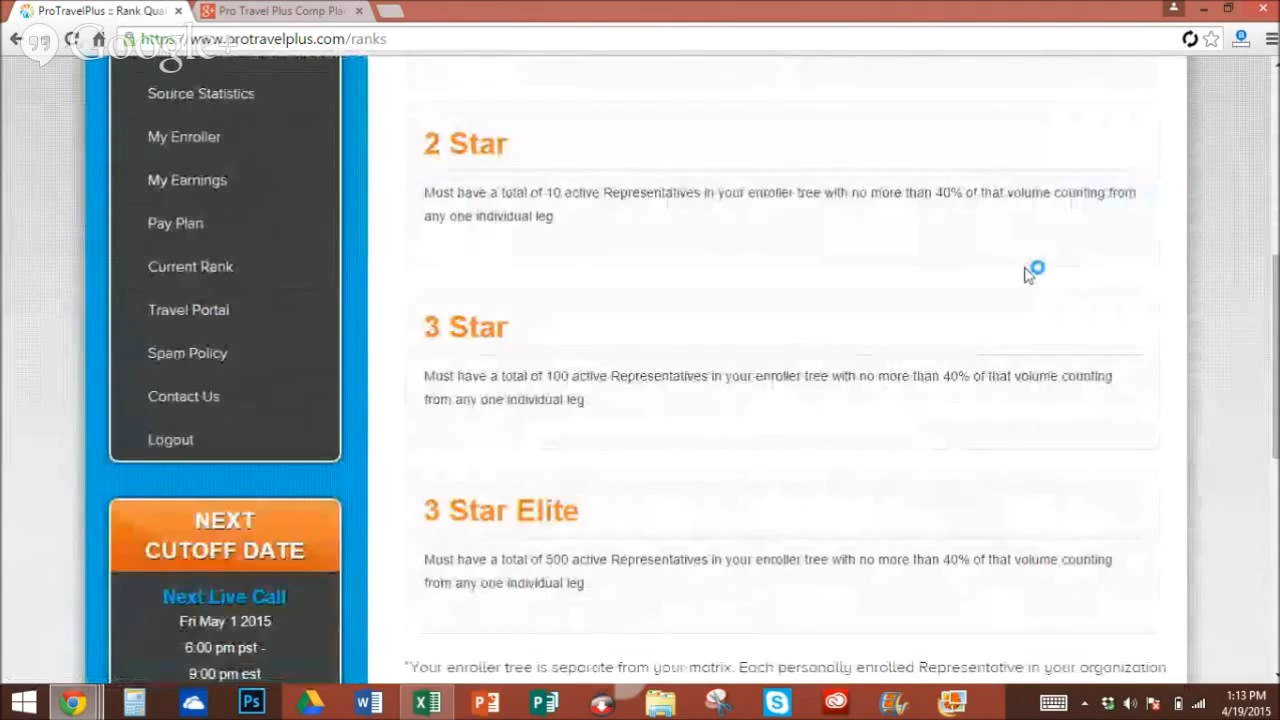 ProTravelPlus :: Rank Qual
Pro Travel Plus Comp Pla
https://www.protravelplus.com/ranks
Google+
Source Statistics
My Enroller
My Earnings
Pay Plan
Current Rank
Travel Portal
Spam Policy
Contact Us
Logout
NEXT
CUTOFF DATE
Next Live Call
Fri May 1 2015
6:00 pm pst -
9:00 pm est
2 Star
Must have a total of 10 active Representatives in your enroller tree with no more than 40% of that volume counting from
any one individual leg
3 Star
Must have a total of 100 active Representatives in your enroller tree with no more than 40% of that volume counting
from any one individual leg
3 Star Elite
Must have a total of 500 active Representatives in your enroller tree with no more than 40% of that volume counting
from any one individual leg
*Your enroller tree is separate from your matrix. Each personally enrolled Representative in your organization
Ps
1:13 PM
4/19/2015